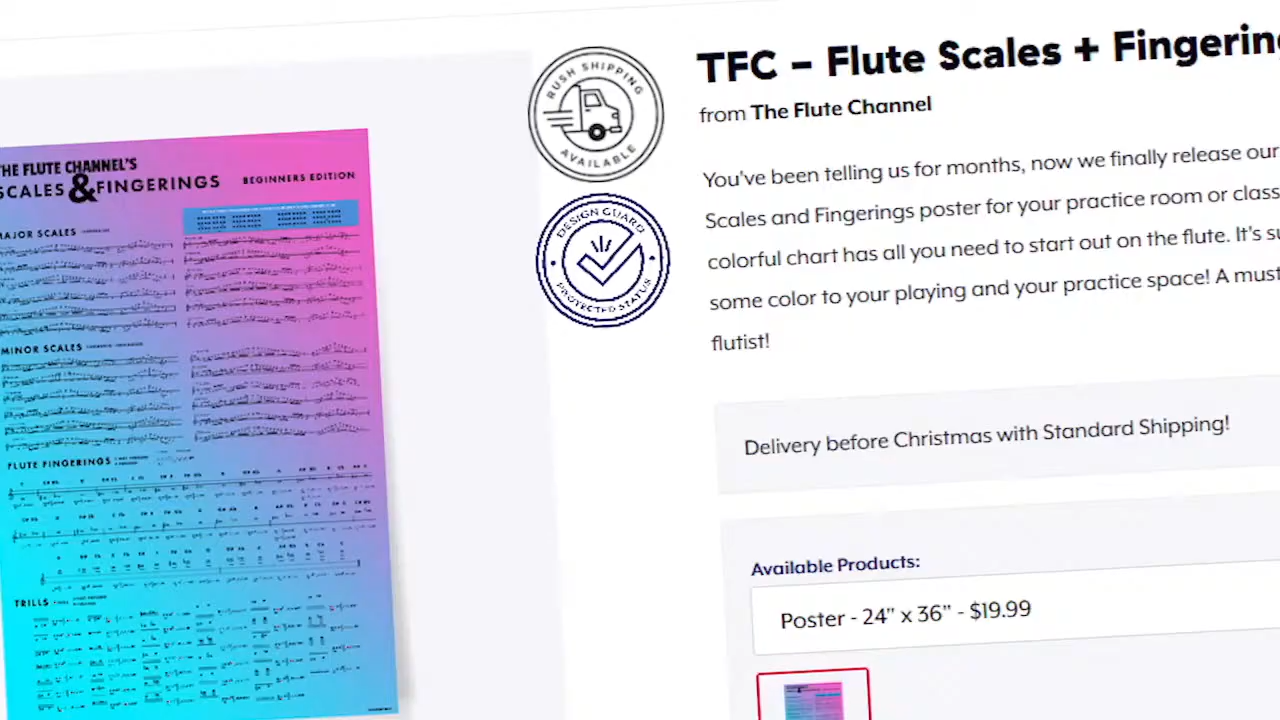 RUSH SHIPPING
AVAILABLE
DESIGN GUARD
PROTECTED STATUS
THE FLUTE CHANNEL'S
SCALES & FINGERINGS BEGINNERS EDITION
MAJOR SCALES
MINOR SCALES
FLUTE FINGERINGS
TRILLS
TFC – Flute Scales + Fingering
from The Flute Channel
You've been telling us for months, now we finally release our
Scales and Fingerings poster for your practice room or class
colorful chart has all you need to start out on the flute. It's su
some color to your playing and your practice space! A must
flutist!
Delivery before Christmas with Standard Shipping!
Available Products:
Poster - 24" x 36" - $19.99